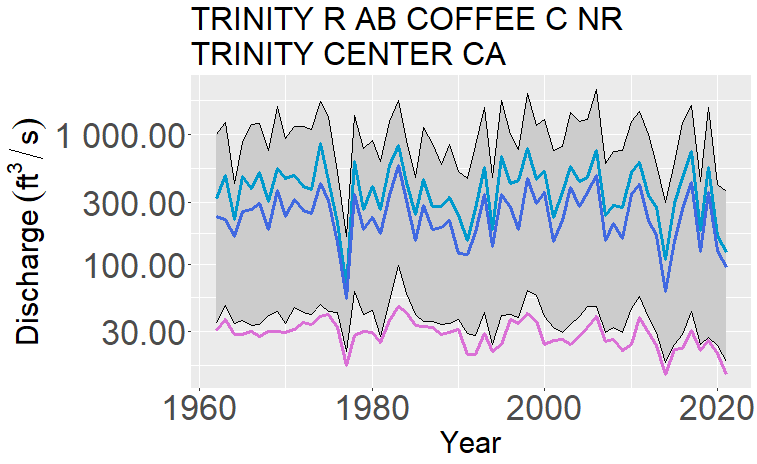 TRINITY R AB COFFEE C NR
TRINITY CENTER CA
Discharge (ft³/s)
1 000.00
300.00
100.00
30.00
1960
1980
2000
2020
Year